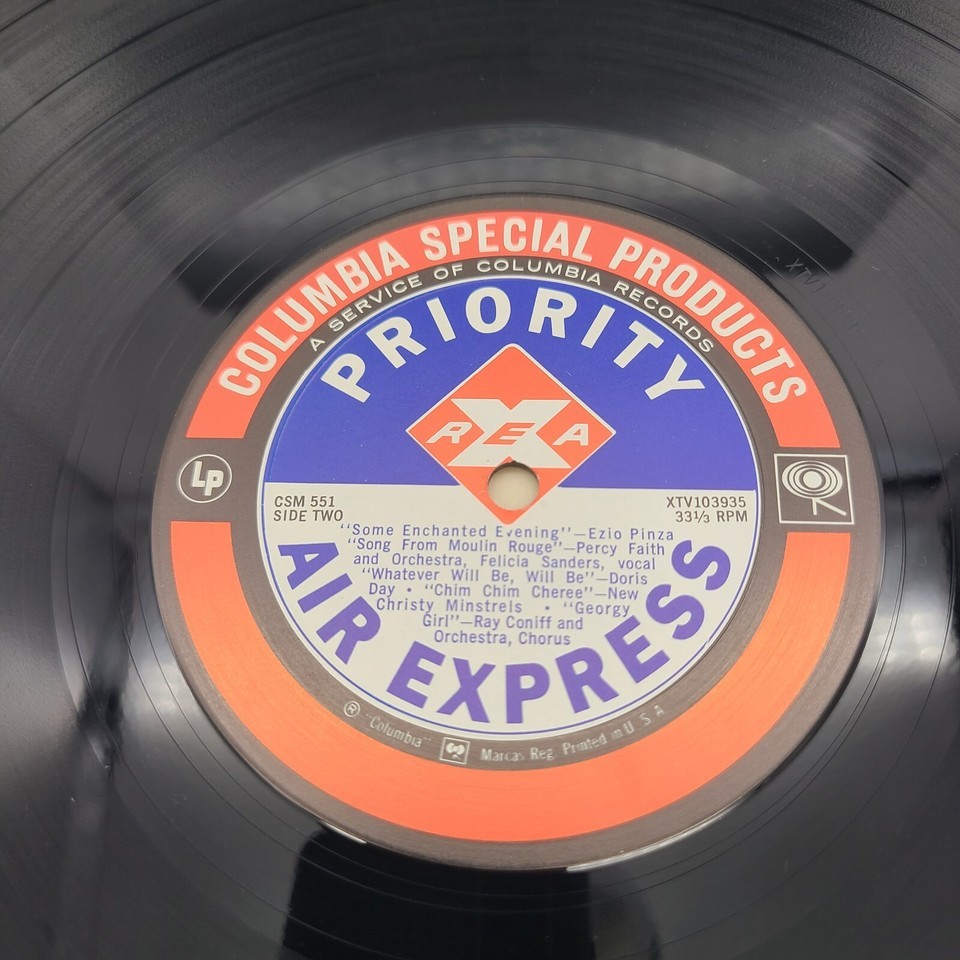 COLUMBIA SPECIAL PRODUCTS
A SERVICE OF COLUMBIA RECORDS
PRIORITY
REA
X
LP
CSM 551
SIDE TWO
XTV103935
33⅓ RPM
"Some Enchanted Evening"—Ezio Pinza
"Song From Moulin Rouge"—Percy Faith
and Orchestra, Felicia Sanders, vocal
"Whatever Will Be, Will Be"—Doris
Day • "Chim Chim Cheree"—New
Christy Minstrels • "Georgy
Girl"—Ray Coniff and
Orchestra, Chorus
AIR EXPRESS
® "Columbia" Marcas Reg. Printed in U S A
XTV1